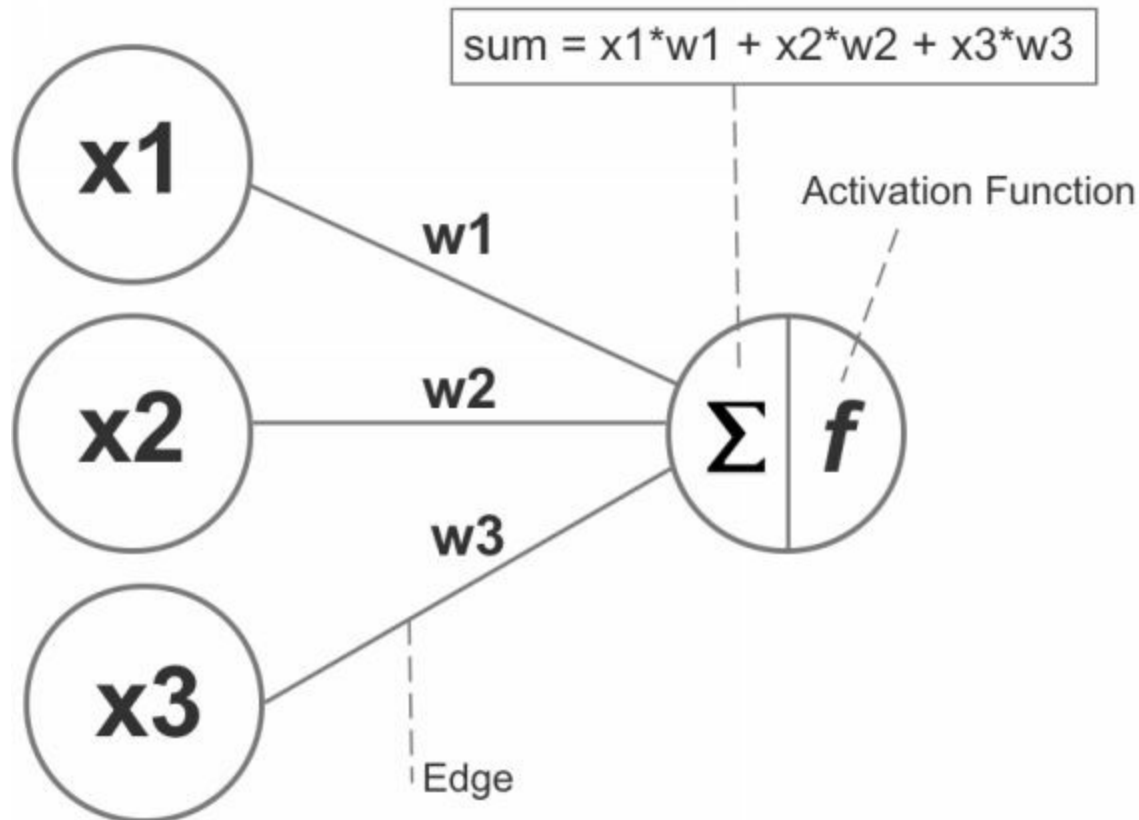 sum = x1*w1 + x2*w2 + x3*w3
x1
Activation Function
w1
x2
w2
Σ f
w3
x3
Edge